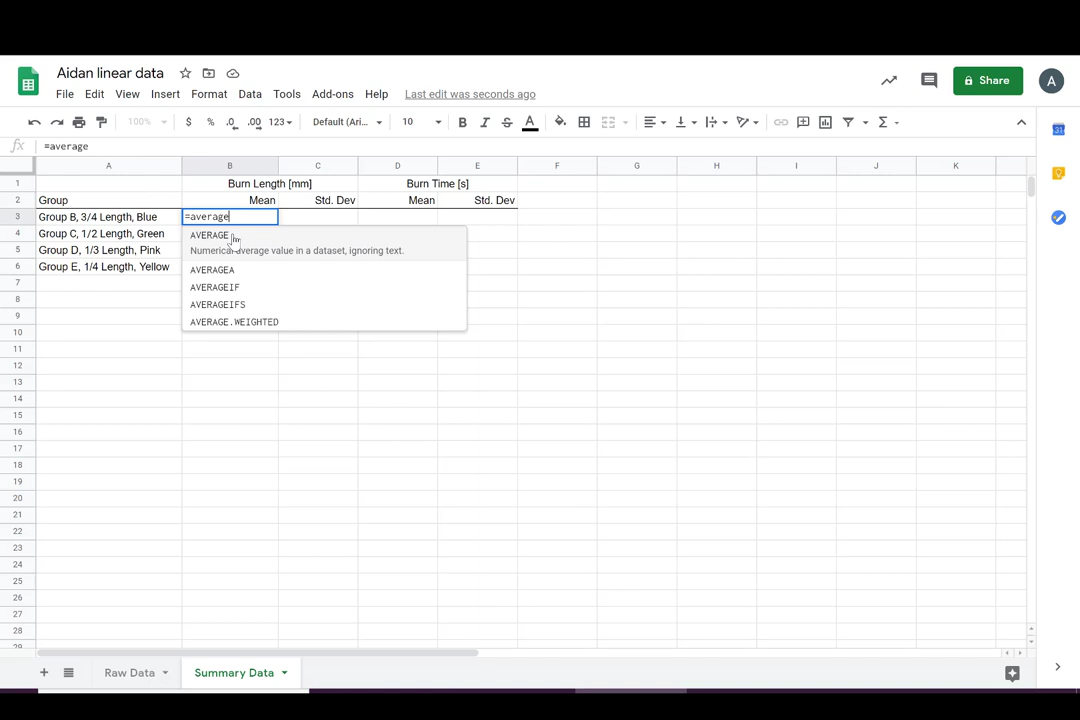 Aidan linear data
File Edit View Insert Format Data Tools Add-ons Help Last edit was seconds ago
Share
A
100% $ % .0 .00 123 Default (Ari... 10 B I S A Σ
fx =average
31
A B C D E F G H I J K
1 Burn Length [mm] Burn Time [s]
2 Group Mean Std. Dev Mean Std. Dev
3 Group B, 3/4 Length, Blue =average
4 Group C, 1/2 Length, Green
5 Group D, 1/3 Length, Pink
6 Group E, 1/4 Length, Yellow
AVERAGE
Numerical average value in a dataset, ignoring text.
AVERAGEA
AVERAGEIF
AVERAGEIFS
AVERAGE.WEIGHTED
7
8
9
10
11
12
13
14
15
16
17
18
19
20
21
22
23
24
25
26
27
28
29
Raw Data Summary Data